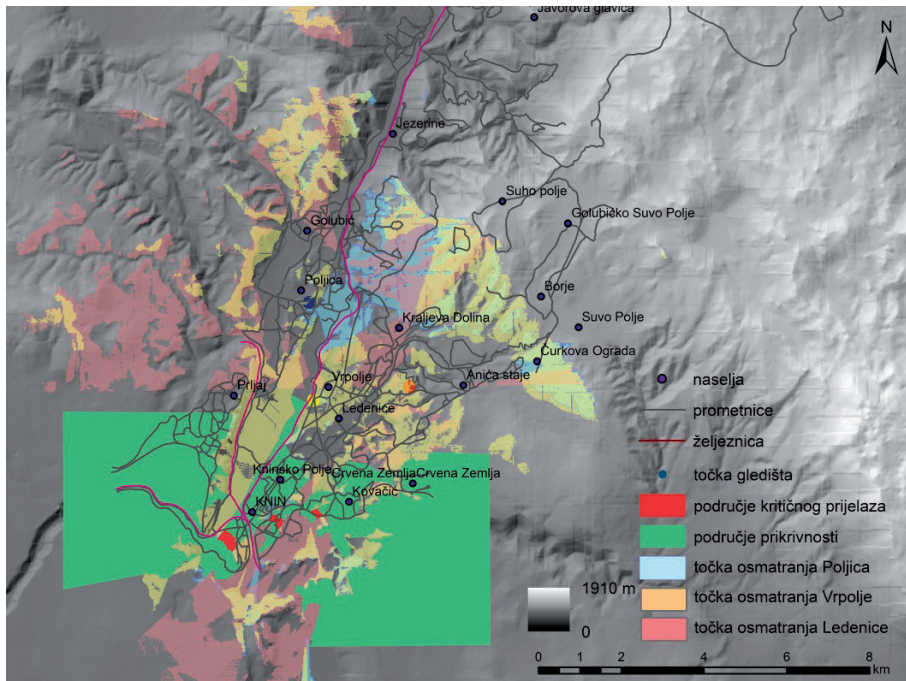 Javorova glavica
N
Jezerine
Suho polje
Golubić
Golubičko Suvo Polje
Poljica
Borje
Kraljeva Dolina
Suvo Polje
Ćurkova Ograda
Prljaj
Vrpolje
Anića staje
Ledenice
Kninsko Polje
Crvena Zemlja
Crvena Zemlja
KNIN
Kovačić
naselja
prometnice
željeznica
točka gledišta
područje kritičnog prijelaza
područje prikrivnosti
točka osmatranja Poljica
točka osmatranja Vrpolje
točka osmatranja Ledenice
1910 m
0
0 1 2 4 6 8
km